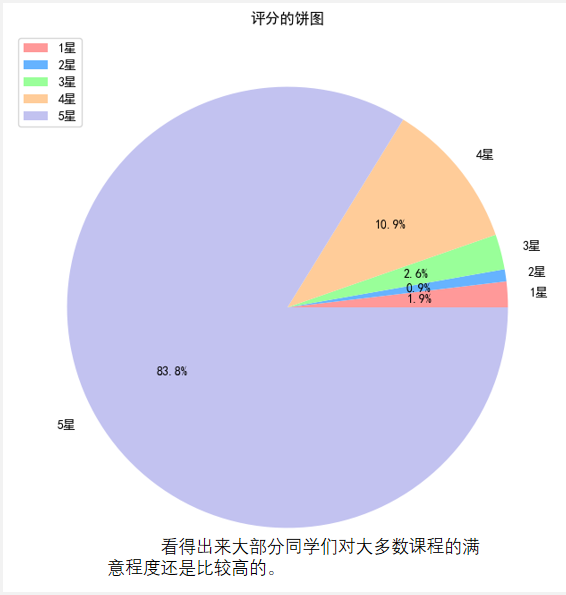 评分的饼图
1星
2星
3星
4星
5星
4星
10.9%
3星
2.6%
2星
0.9%
1星
1.9%
83.8%
5星
看得出来大部分同学们对大多数课程的满
意程度还是比较高的。